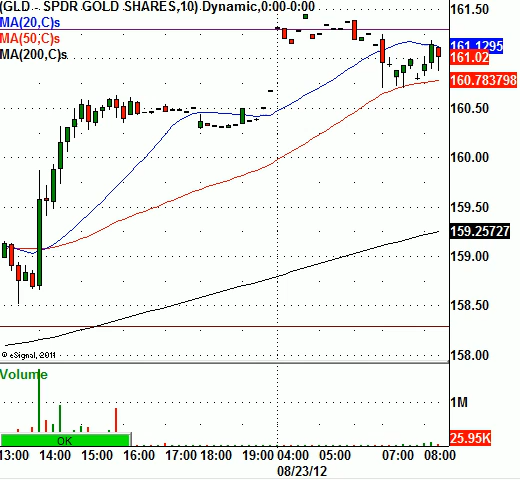 (GLD - SPDR GOLD SHARES,10) Dynamic,0:00-0:00
MA(20,C)s
MA(50,C)s
MA(200,C)s
161.50
161.1295
161.02
160.783798
160.50
160.00
159.50
159.25727
159.00
158.50
158.00
© eSignal, 2011
Volume
1M
25.95K
OK
13:00 14:00 15:00 16:00 17:00 18:00 19:00 04:00 05:00 07:00 08:00
08/23/12